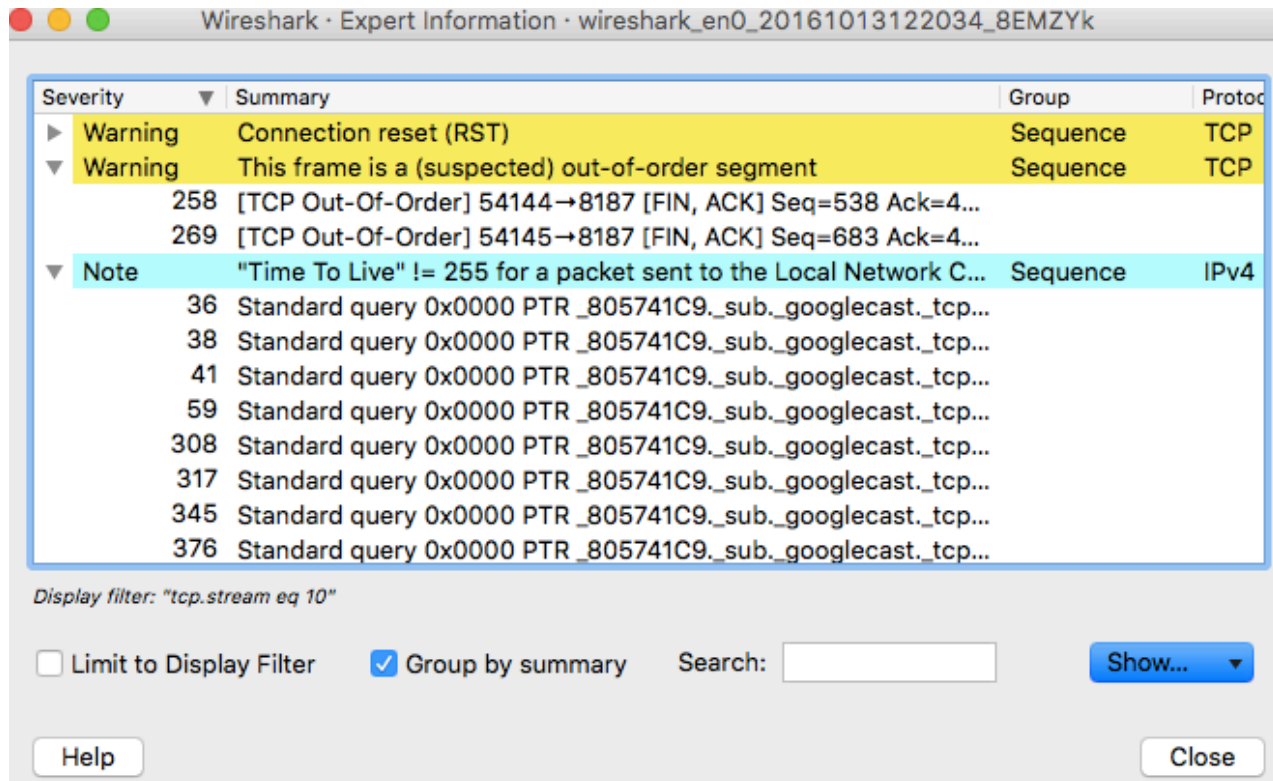 Wireshark · Expert Information · wireshark_en0_20161013122034_8EMZYk
Severity Summary Group Protoc
Warning Connection reset (RST) Sequence TCP
Warning This frame is a (suspected) out-of-order segment Sequence TCP
258 [TCP Out-Of-Order] 54144→8187 [FIN, ACK] Seq=538 Ack=4...
269 [TCP Out-Of-Order] 54145→8187 [FIN, ACK] Seq=683 Ack=4...
Note "Time To Live" != 255 for a packet sent to the Local Network C... Sequence IPv4
36 Standard query 0x0000 PTR _805741C9._sub._googlecast._tcp...
38 Standard query 0x0000 PTR _805741C9._sub._googlecast._tcp...
41 Standard query 0x0000 PTR _805741C9._sub._googlecast._tcp...
59 Standard query 0x0000 PTR _805741C9._sub._googlecast._tcp...
308 Standard query 0x0000 PTR _805741C9._sub._googlecast._tcp...
317 Standard query 0x0000 PTR _805741C9._sub._googlecast._tcp...
345 Standard query 0x0000 PTR _805741C9._sub._googlecast._tcp...
376 Standard query 0x0000 PTR _805741C9._sub._googlecast._tcp...
Display filter: "tcp.stream eq 10"
Limit to Display Filter Group by summary Search: Show...
Help Close